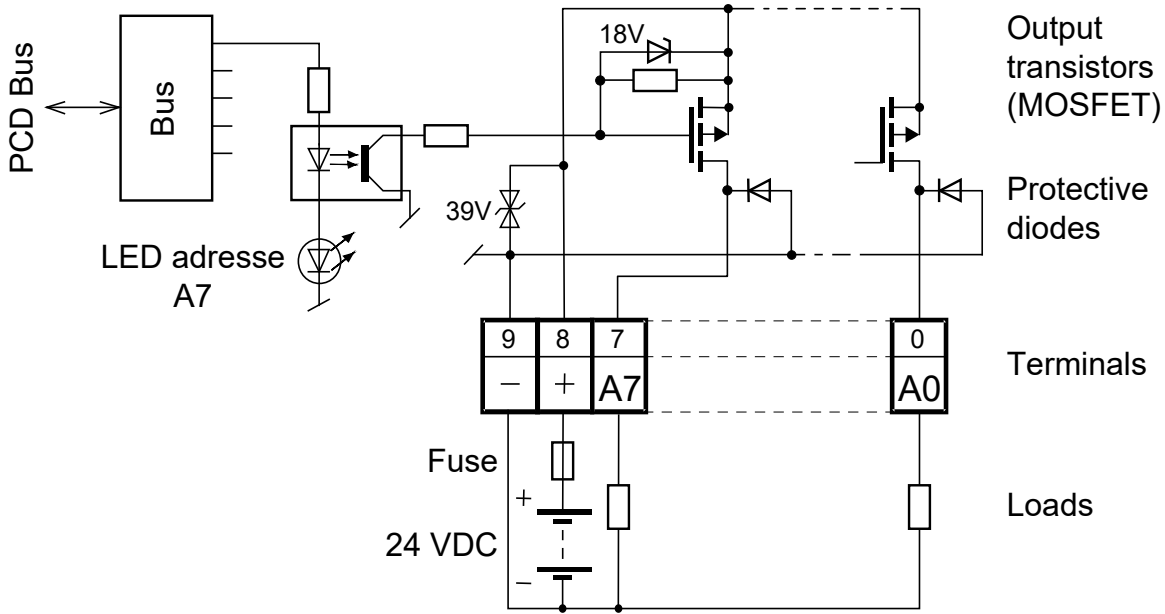 PCD Bus
Bus
18V
Output
transistors
(MOSFET)
39V
Protective
diodes
LED adresse
A7
9 8 7 0
− + A7 A0
Terminals
Fuse
+
24 VDC
−
Loads